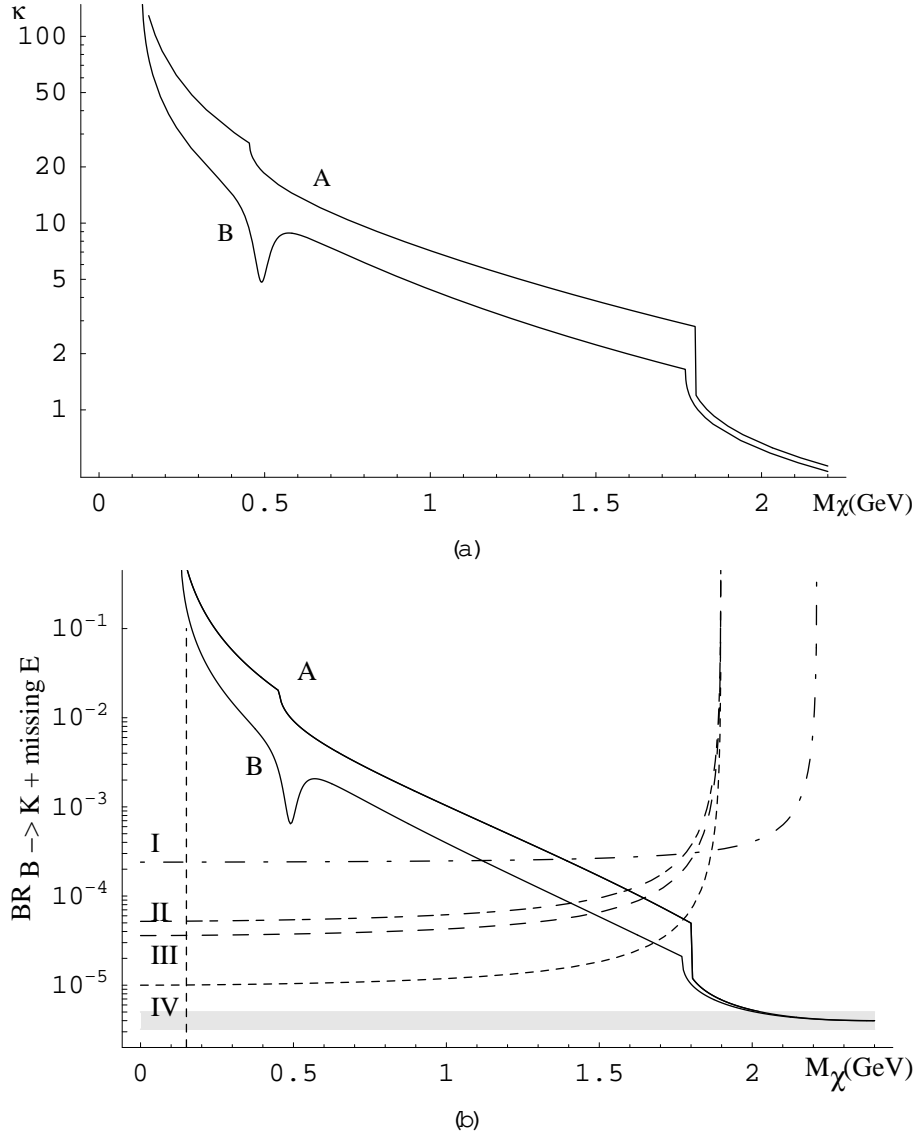 κ
100
50
20
10
5
2
1
A
B
0 0.5 1 1.5 2 Mχ(GeV)
(a)
BR B −> K + missing E
10-1
10-2
10-3
10-4
10-5
A
B
I
II
III
IV
0 0.5 1 1.5 2 Mχ(GeV)
(b)